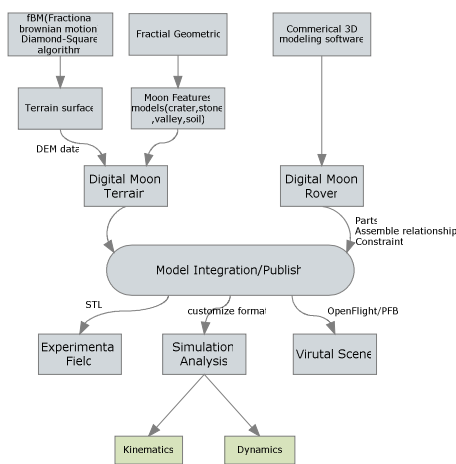 fBM(Fractiona
brownian motion
Diamond-Square
algorithm
Fractial Geometric
Commerical 3D
modeling software
Terrain surface
Moon Features
models(crater,stone
,valley,soil)
DEM data
Digital Moon
Terrain
Digital Moon
Rover
Parts
Assemble relationship
Constraint
Model Integration/Publish
STL
customize format
OpenFlight/PFB
Experimenta
Field
Simulation
Analysis
Virutal Scene
Kinematics
Dynamics